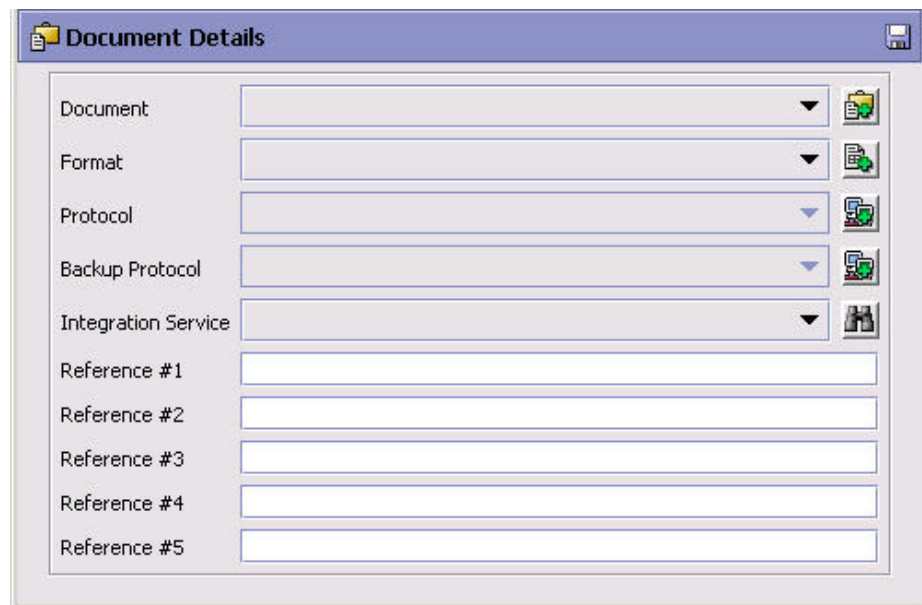 Document Details
Document
Format
Protocol
Backup Protocol
Integration Service
Reference #1
Reference #2
Reference #3
Reference #4
Reference #5